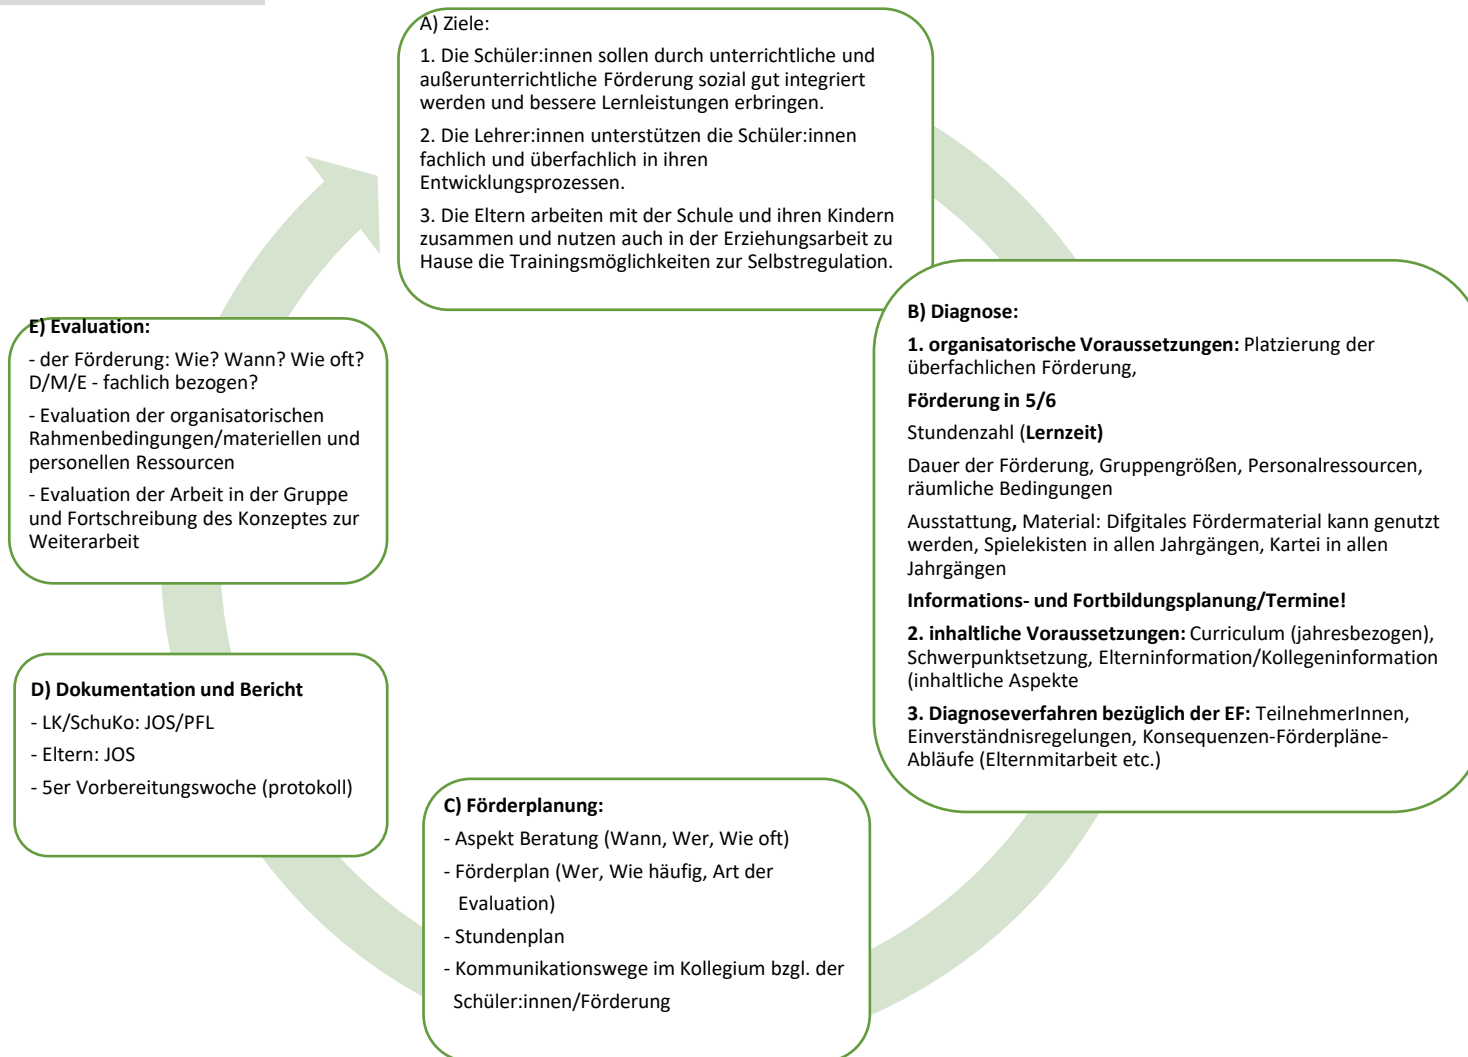 A) Ziele:
1. Die Schüler:innen sollen durch unterrichtliche und
außerunterrichtliche Förderung sozial gut integriert
werden und bessere Lernleistungen erbringen.
2. Die Lehrer:innen unterstützen die Schüler:innen
fachlich und überfachlich in ihren
Entwicklungsprozessen.
3. Die Eltern arbeiten mit der Schule und ihren Kindern
zusammen und nutzen auch in der Erziehungsarbeit zu
Hause die Trainingsmöglichkeiten zur Selbstregulation.
B) Diagnose:
1. organisatorische Voraussetzungen: Platzierung der
überfachlichen Förderung,
Förderung in 5/6
Stundenzahl (Lernzeit)
Dauer der Förderung, Gruppengrößen, Personalressourcen,
räumliche Bedingungen
Ausstattung, Material: Difgitales Fördermaterial kann genutzt
werden, Spielekisten in allen Jahrgängen, Kartei in allen
Jahrgängen
Informations- und Fortbildungsplanung/Termine!
2. inhaltliche Voraussetzungen: Curriculum (jahresbezogen),
Schwerpunktsetzung, Elterninformation/Kollegeninformation
(inhaltliche Aspekte
3. Diagnoseverfahren bezüglich der EF: TeilnehmerInnen,
Einverständnisregelungen, Konsequenzen-Förderpläne-
Abläufe (Elternmitarbeit etc.)
C) Förderplanung:
- Aspekt Beratung (Wann, Wer, Wie oft)
- Förderplan (Wer, Wie häufig, Art der
Evaluation)
- Stundenplan
- Kommunikationswege im Kollegium bzgl. der
Schüler:innen/Förderung
D) Dokumentation und Bericht
- LK/SchuKo: JOS/PFL
- Eltern: JOS
- 5er Vorbereitungswoche (protokoll)
E) Evaluation:
- der Förderung: Wie? Wann? Wie oft?
D/M/E - fachlich bezogen?
- Evaluation der organisatorischen
Rahmenbedingungen/materiellen und
personellen Ressourcen
- Evaluation der Arbeit in der Gruppe
und Fortschreibung des Konzeptes zur
Weiterarbeit